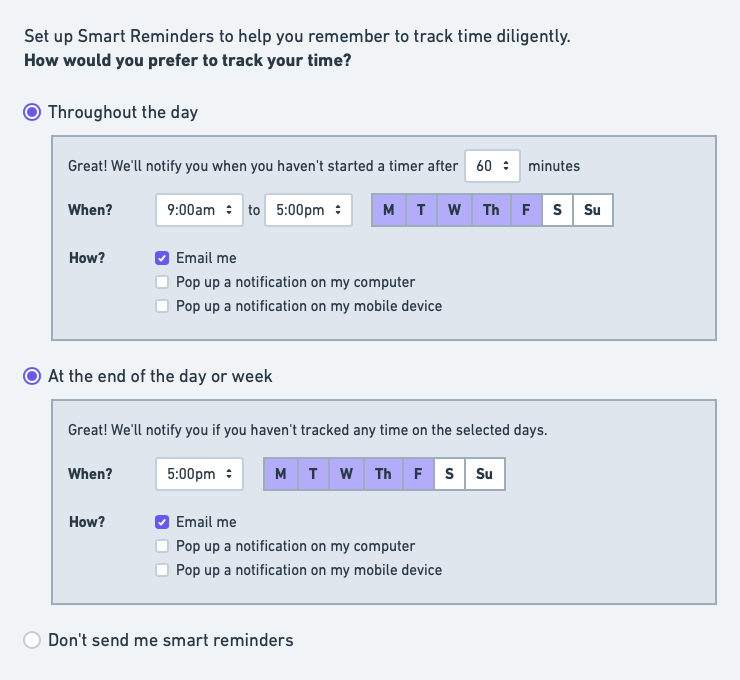 Set up Smart Reminders to help you remember to track time diligently.
How would you prefer to track your time?
Throughout the day
Great! We'll notify you when you haven't started a timer after 60 minutes
When? 9:00am to 5:00pm M T W Th F S Su
How? Email me
Pop up a notification on my computer
Pop up a notification on my mobile device
At the end of the day or week
Great! We'll notify you if you haven't tracked any time on the selected days.
When? 5:00pm M T W Th F S Su
How? Email me
Pop up a notification on my computer
Pop up a notification on my mobile device
Don't send me smart reminders